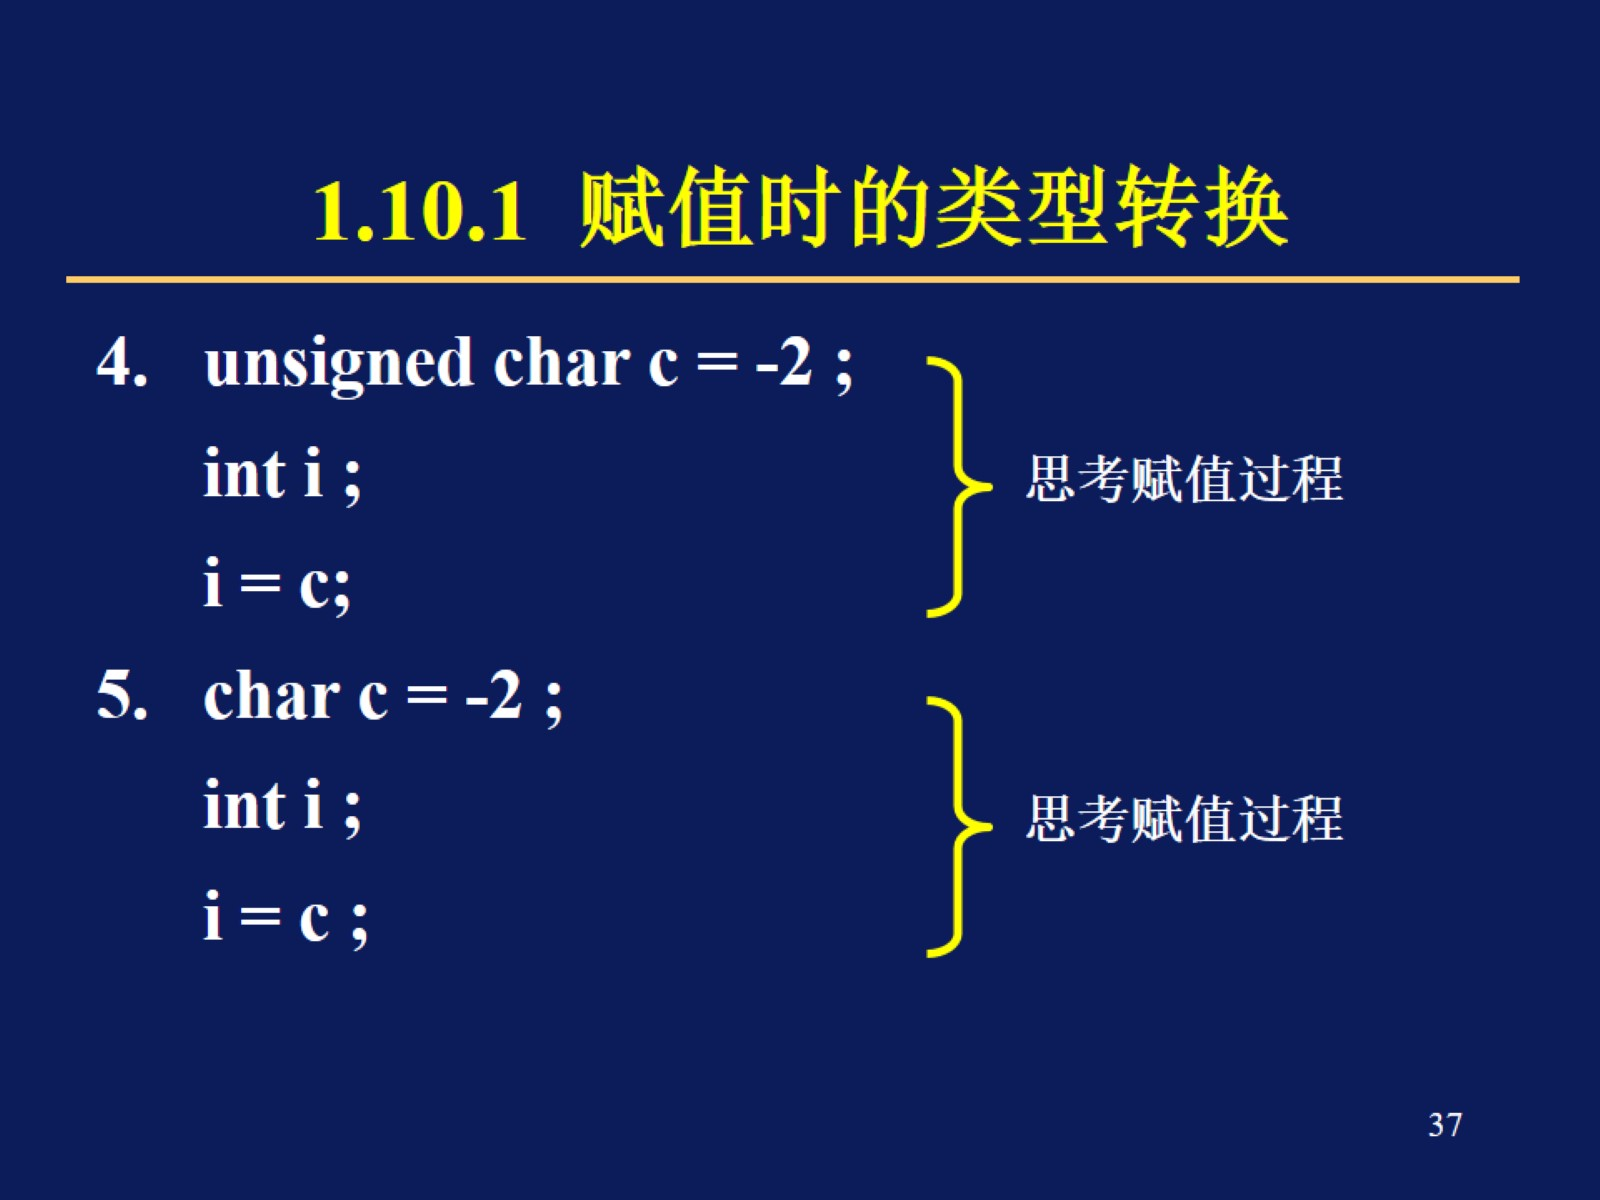 1.10.1 赋值时的类型转换
4. unsigned char c = -2 ;
int i ;
思考赋值过程
i = c;
5. char c = -2 ;
int i ;
思考赋值过程
i = c ;
37